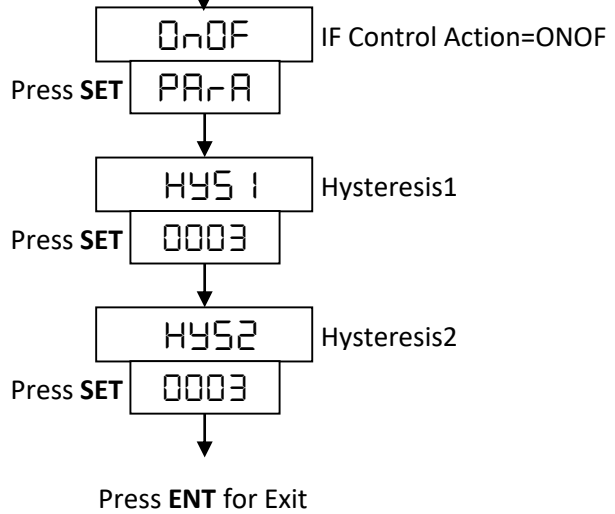 OnOF IF Control Action=ONOF
Press SET PArA
HYS1 Hysteresis1
Press SET 0003
HYS2 Hysteresis2
Press SET 0003
Press ENT for Exit